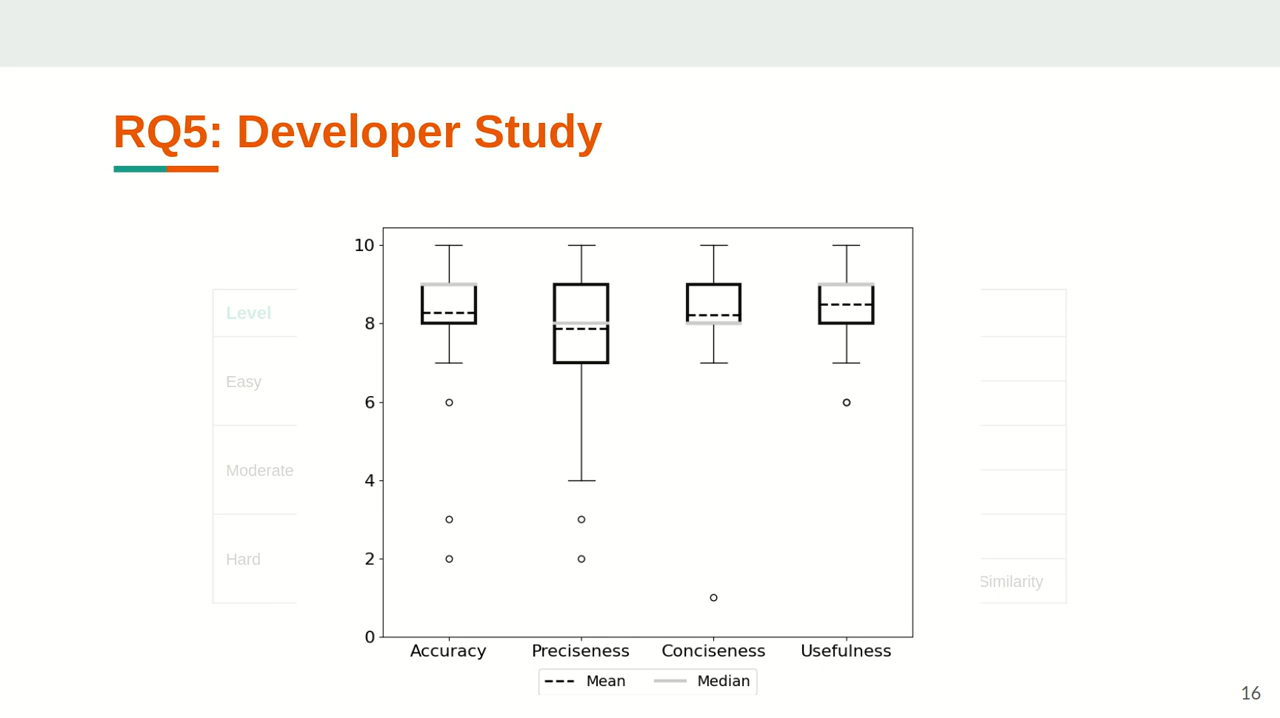 RQ5: Developer Study
10
8
6
4
2
0
Level
Easy
Moderate
Hard
Similarity
Accuracy Preciseness Conciseness Usefulness
Mean Median
16